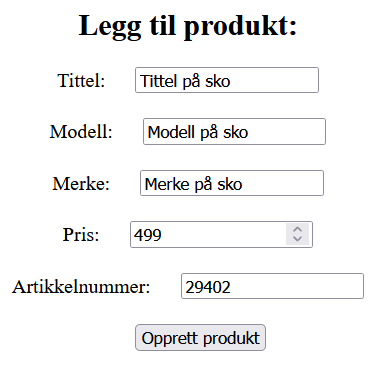 Legg til produkt:
Tittel: Tittel på sko
Modell: Modell på sko
Merke: Merke på sko
Pris: 499
Artikkelnummer: 29402
Opprett produkt